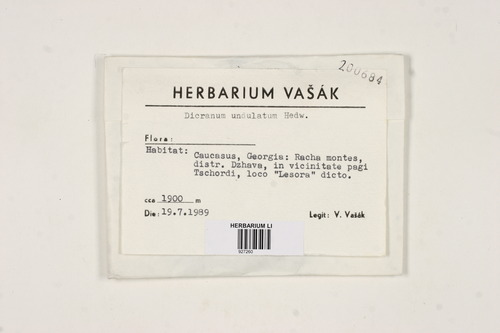 200684
HERBARIUM VAŠÁK
Dicranum undulatum Hedw.
Flora:
Habitat: Caucasus, Georgia: Racha montes,
distr. Dzhava, in vicinitate pagi
Tschordi, loco "Lesora" dicto.
cca 1900 m
Die: 19.7.1989
Legit: V. Vašák
HERBARIUM LI
927260